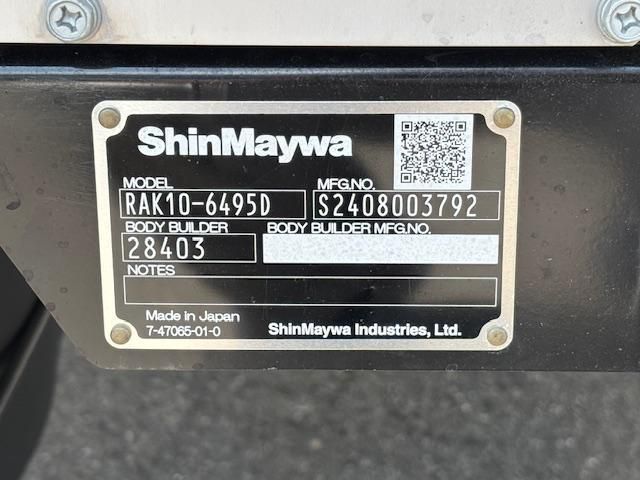 ShinMaywa
MODEL MFG.NO.
RAK10-6495D S2408003792
BODY BUILDER BODY BUILDER MFG.NO.
28403
NOTES
Made in Japan
7-47065-01-0 ShinMaywa Industries, Ltd.